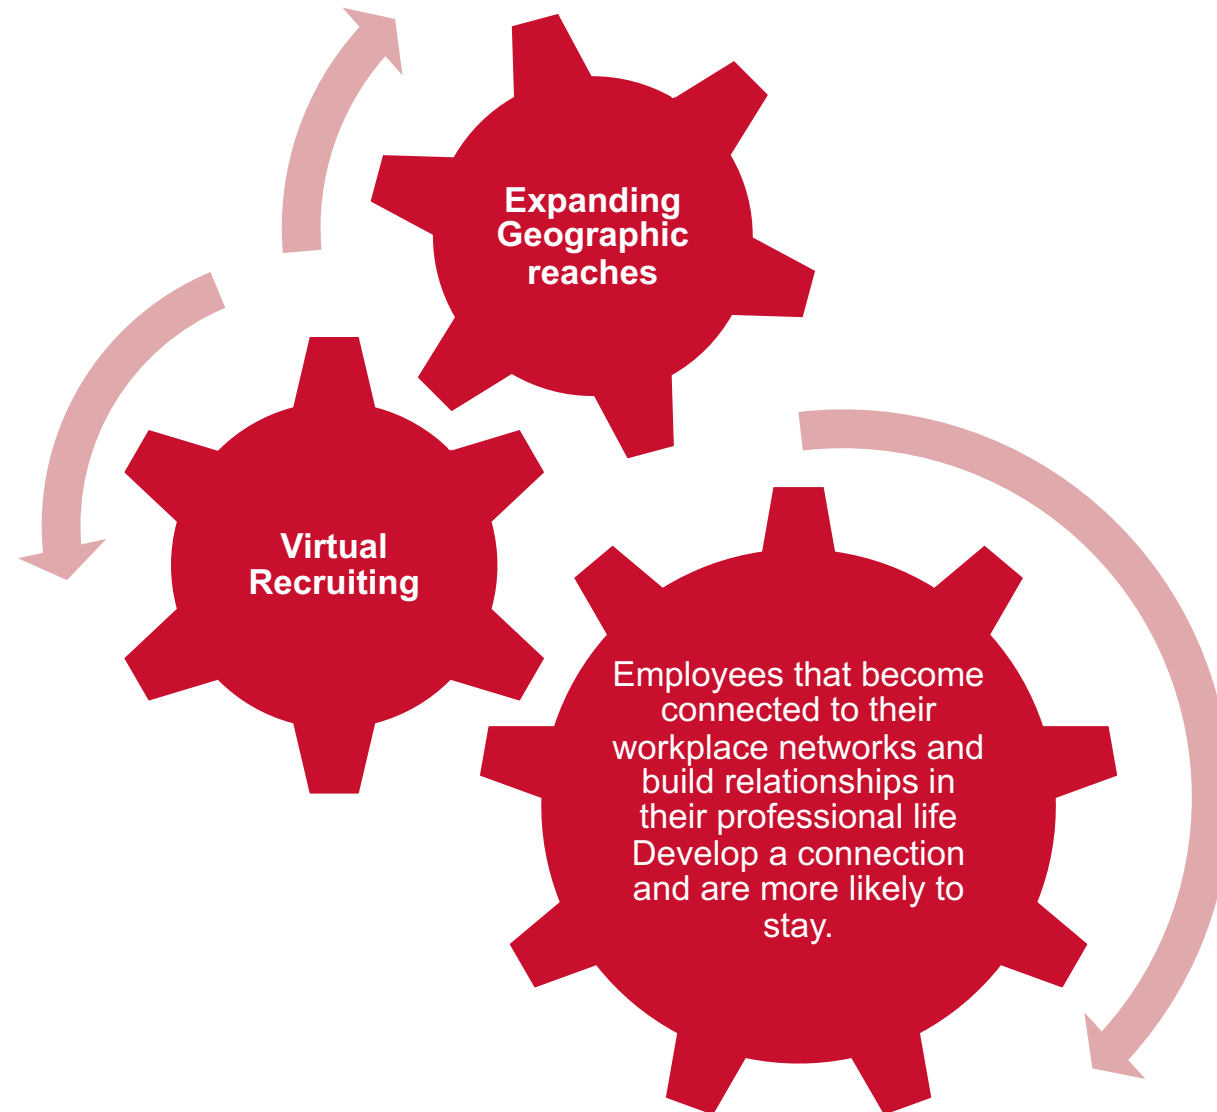 Expanding
Geographic
reaches
Virtual
Recruiting
Employees that become
connected to their
workplace networks and
build relationships in
their professional life
Develop a connection
and are more likely to
stay.